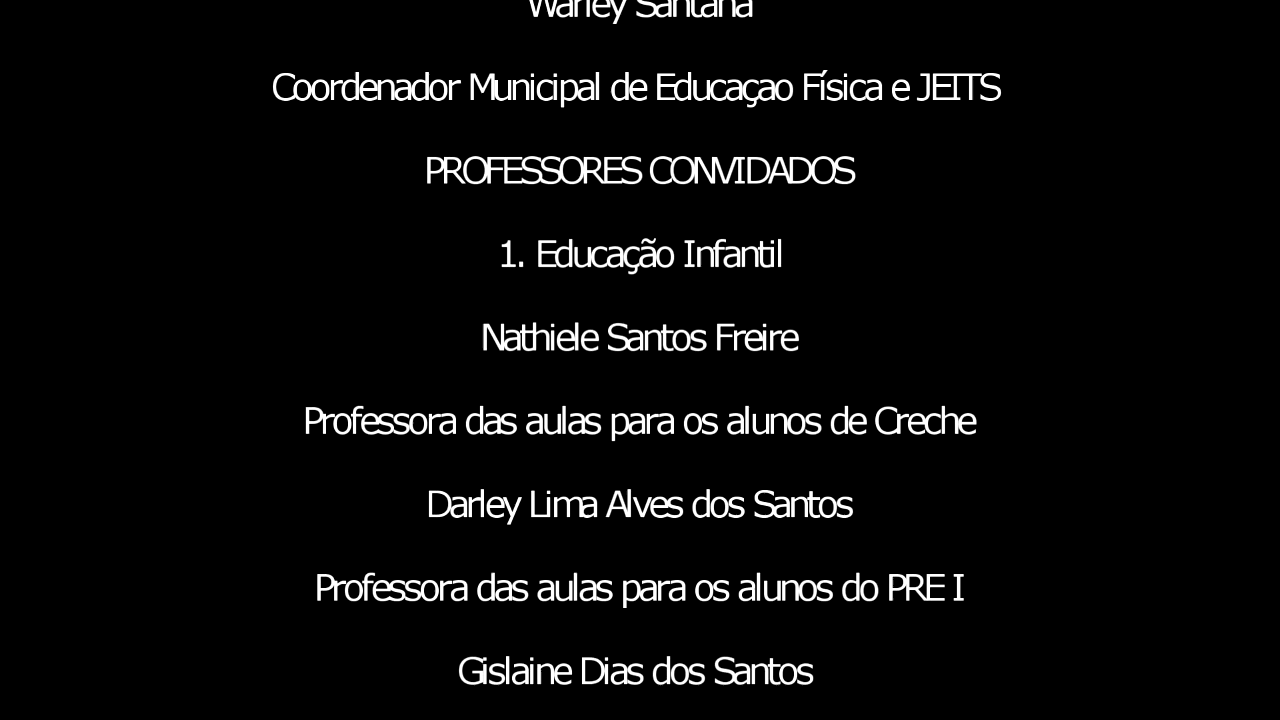 Warley Santana
Coordenador Municipal de Educaçao Física e JEITS
PROFESSORES CONVIDADOS
1. Educação Infantil
Nathiele Santos Freire
Professora das aulas para os alunos de Creche
Darley Lima Alves dos Santos
Professora das aulas para os alunos do PRE I
Gislaine Dias dos Santos